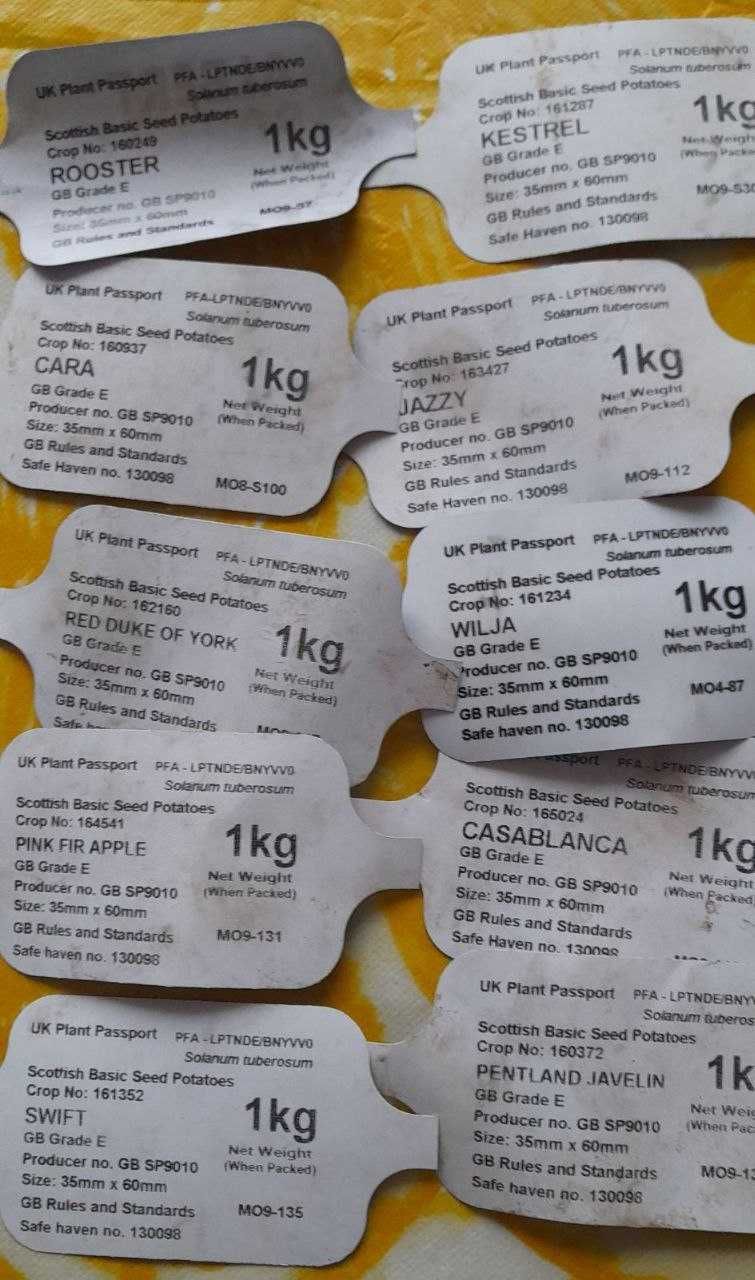 UK Plant Passport PFA - LPTNDE/BNYVV0
Solanum tuberosum
Scottish Basic Seed Potatoes
Crop No: 160249
1kg
ROOSTER
Net Weight
GB Grade E
(When Packed)
Producer no. GB SP9010
Size: 35mm x 60mm
MO9-37
GB Rules and Standards
UK Plant Passport PFA - LPTNDE/BNYVV0
Solanum tuberosum
Scottish Basic Seed Potatoes
Crop No: 161287
1kg
KESTREL
GB Grade E
Producer no. GB SP9010
Size: 35mm x 60mm
GB Rules and Standards
Safe Haven no. 130098
UK Plant Passport PFA-LPTNDE/BNYVV0
Solanum tuberosum
Scottish Basic Seed Potatoes
Crop No: 160937
1kg
CARA
GB Grade E
Net Weight
Producer no. GB SP9010
(When Packed)
Size: 35mm x 60mm
GB Rules and Standards
Safe Haven no. 130098
MO8-S100
UK Plant Passport PFA - LPTNDE/BNYVV0
Solanum tuberosum
Scottish Basic Seed Potatoes
Crop No: 163427
1kg
JAZZY
GB Grade E
Net Weight
Producer no. GB SP9010
(When Packed)
Size: 35mm x 60mm
GB Rules and Standards
MO9-112
Safe Haven no. 130098
UK Plant Passport PFA - LPTNDE/BNYVV0
Solanum tuberosum
Scottish Basic Seed Potatoes
Crop No: 162160
RED DUKE OF YORK
1kg
GB Grade E
Producer no. GB SP9010
Net Weight
(When Packed)
Size: 35mm x 60mm
GB Rules and Standards
Safe
UK Plant Passport PFA - LPTNDE/BNYVV0
Solanum tuberosum
Scottish Basic Seed Potatoes
Crop No: 161234
1kg
WILJA
GB Grade E
Net Weight
Producer no. GB SP9010
(When Packed)
Size: 35mm x 60mm
GB Rules and Standards
MO4-87
Safe haven no. 130098
UK Plant Passport PFA - LPTNDE/BNYVV0
Solanum tuberosum
Scottish Basic Seed Potatoes
Crop No: 164541
1kg
PINK FIR APPLE
GB Grade E
Net Weight
Producer no. GB SP9010
(When Packed)
Size: 35mm x 60mm
GB Rules and Standards
MO9-131
Safe haven no. 130098
PFA - LPTNDE/BNYVV
Solanum tuberosum
Scottish Basic Seed Potatoes
Crop No: 165024
1kg
CASABLANCA
GB Grade E
Net Weight
Producer no. GB SP9010
(When Packed)
Size: 35mm x 60mm
GB Rules and Standards
Safe Haven no. 130098
UK Plant Passport PFA - LPTNDE/BNYVV0
Solanum tuberosum
Scottish Basic Seed Potatoes
Crop No: 161352
1kg
SWIFT
GB Grade E
Net Weight
Producer no. GB SP9010
(When Packed)
Size: 35mm x 60mm
GB Rules and Standards
MO9-135
Safe haven no. 130098
UK Plant Passport PFA - LPTNDE/BNY
Solanum tuberos
Scottish Basic Seed Potatoes
Crop No: 160372
1k
PENTLAND JAVELIN
GB Grade E
Net Wei
Producer no. GB SP9010
(When Pac
Size: 35mm x 60mm
GB Rules and Standards
MO9-13
Safe haven no. 130098